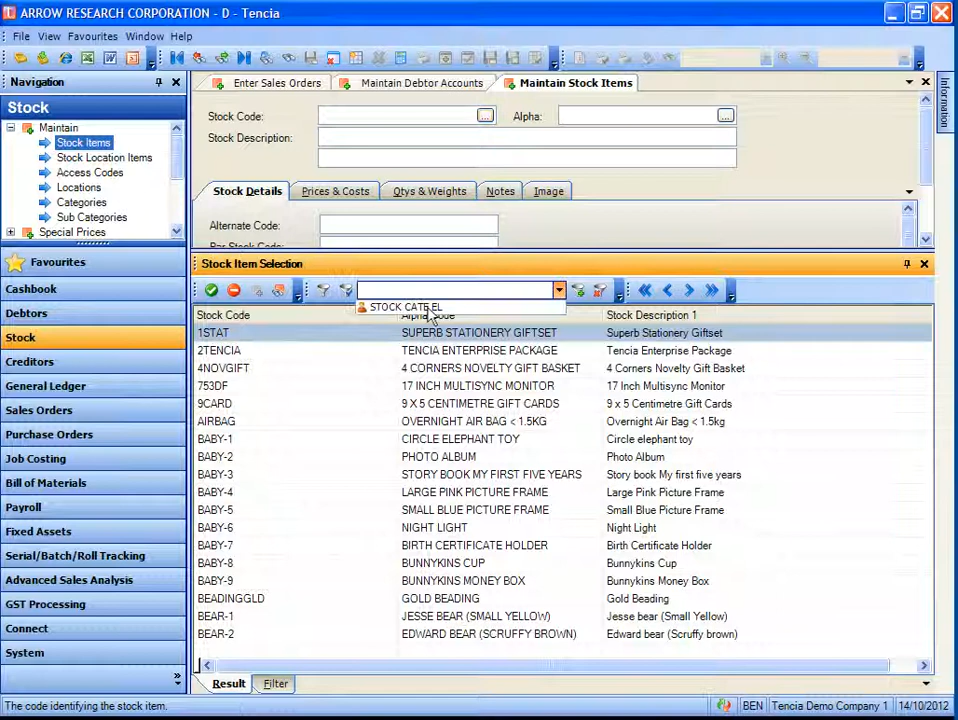 ARROW RESEARCH CORPORATION - D - Tencia
File View Favourites Window Help
Navigation
Enter Sales Orders
Maintain Debtor Accounts
Maintain Stock Items
Information
Stock
Maintain
Stock Items
Stock Location Items
Access Codes
Locations
Categories
Sub Categories
Special Prices
Stock Code: ... Alpha: ...
Stock Description:
Stock Details Prices & Costs Qtys & Weights Notes Image
Alternate Code:
Favourites
Cashbook
Debtors
Stock
Creditors
General Ledger
Sales Orders
Purchase Orders
Job Costing
Bill of Materials
Payroll
Fixed Assets
Serial/Batch/Roll Tracking
Advanced Sales Analysis
GST Processing
Connect
System
Stock Item Selection
STOCK CATE EL
Stock Code Stock Description 1
1STAT SUPERB STATIONERY GIFTSET Superb Stationery Giftset
2TENCIA TENCIA ENTERPRISE PACKAGE Tencia Enterprise Package
4NOVGIFT 4 CORNERS NOVELTY GIFT BASKET 4 Corners Novelty Gift Basket
753DF 17 INCH MULTISYNC MONITOR 17 Inch Multisync Monitor
9CARD 9 X 5 CENTIMETRE GIFT CARDS 9 x 5 Centimetre Gift Cards
AIRBAG OVERNIGHT AIR BAG < 1.5KG Overnight Air Bag < 1.5kg
BABY-1 CIRCLE ELEPHANT TOY Circle elephant toy
BABY-2 PHOTO ALBUM Photo Album
BABY-3 STORY BOOK MY FIRST FIVE YEARS Story book My first five years
BABY-4 LARGE PINK PICTURE FRAME Large Pink Picture Frame
BABY-5 SMALL BLUE PICTURE FRAME Small Blue Picture Frame
BABY-6 NIGHT LIGHT Night Light
BABY-7 BIRTH CERTIFICATE HOLDER Birth Certificate Holder
BABY-8 BUNNYKINS CUP Bunnykins Cup
BABY-9 BUNNYKINS MONEY BOX Bunnykins Money Box
BEADINGGLD GOLD BEADING Gold Beading
BEAR-1 JESSE BEAR (SMALL YELLOW) Jesse bear (Small Yellow)
BEAR-2 EDWARD BEAR (SCRUFFY BROWN) Edward bear (Scruffy brown)
Result Filter
The code identifying the stock item. BEN Tencia Demo Company 1 14/10/2012